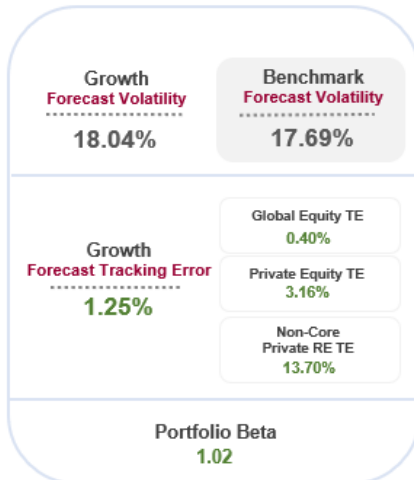 Growth
Forecast Volatility
18.04%
Benchmark
Forecast Volatility
17.69%
Growth
Forecast Tracking Error
1.25%
Global Equity TE
0.40%
Private Equity TE
3.16%
Non-Core
Private RE TE
13.70%
Portfolio Beta
1.02